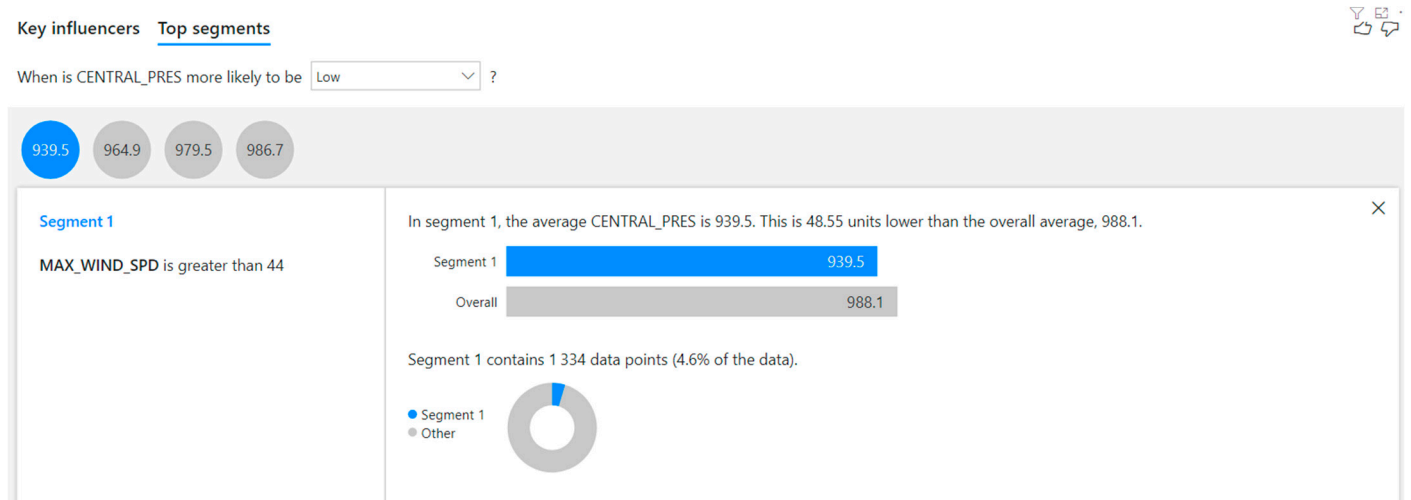 Key influencers Top segments
When is CENTRAL_PRES more likely to be Low ?
939.5 964.9 979.5 986.7
Segment 1
MAX_WIND_SPD is greater than 44
In segment 1, the average CENTRAL_PRES is 939.5. This is 48.55 units lower than the overall average, 988.1.
Segment 1 939.5
Overall 988.1
Segment 1 contains 1 334 data points (4.6% of the data).
Segment 1
Other